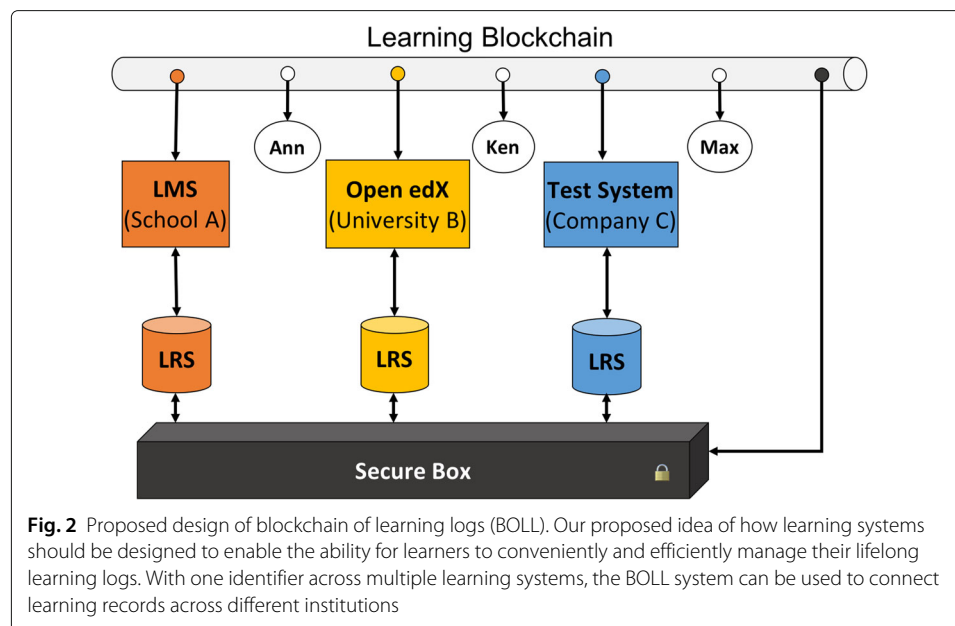 Learning Blockchain
Ann
Ken
Max
LMS
(School A)
Open edX
(University B)
Test System
(Company C)
LRS
LRS
LRS
Secure Box
Fig. 2 Proposed design of blockchain of learning logs (BOLL). Our proposed idea of how learning systems
should be designed to enable the ability for learners to conveniently and efficiently manage their lifelong
learning logs. With one identifier across multiple learning systems, the BOLL system can be used to connect
learning records across different institutions